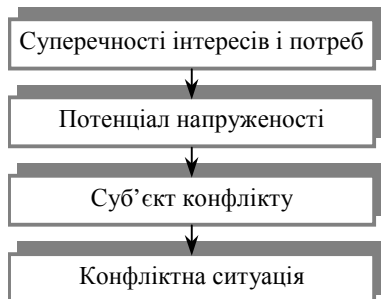 Суперечності інтересів і потреб
Потенціал напруженості
Суб’єкт конфлікту
Конфліктна ситуація